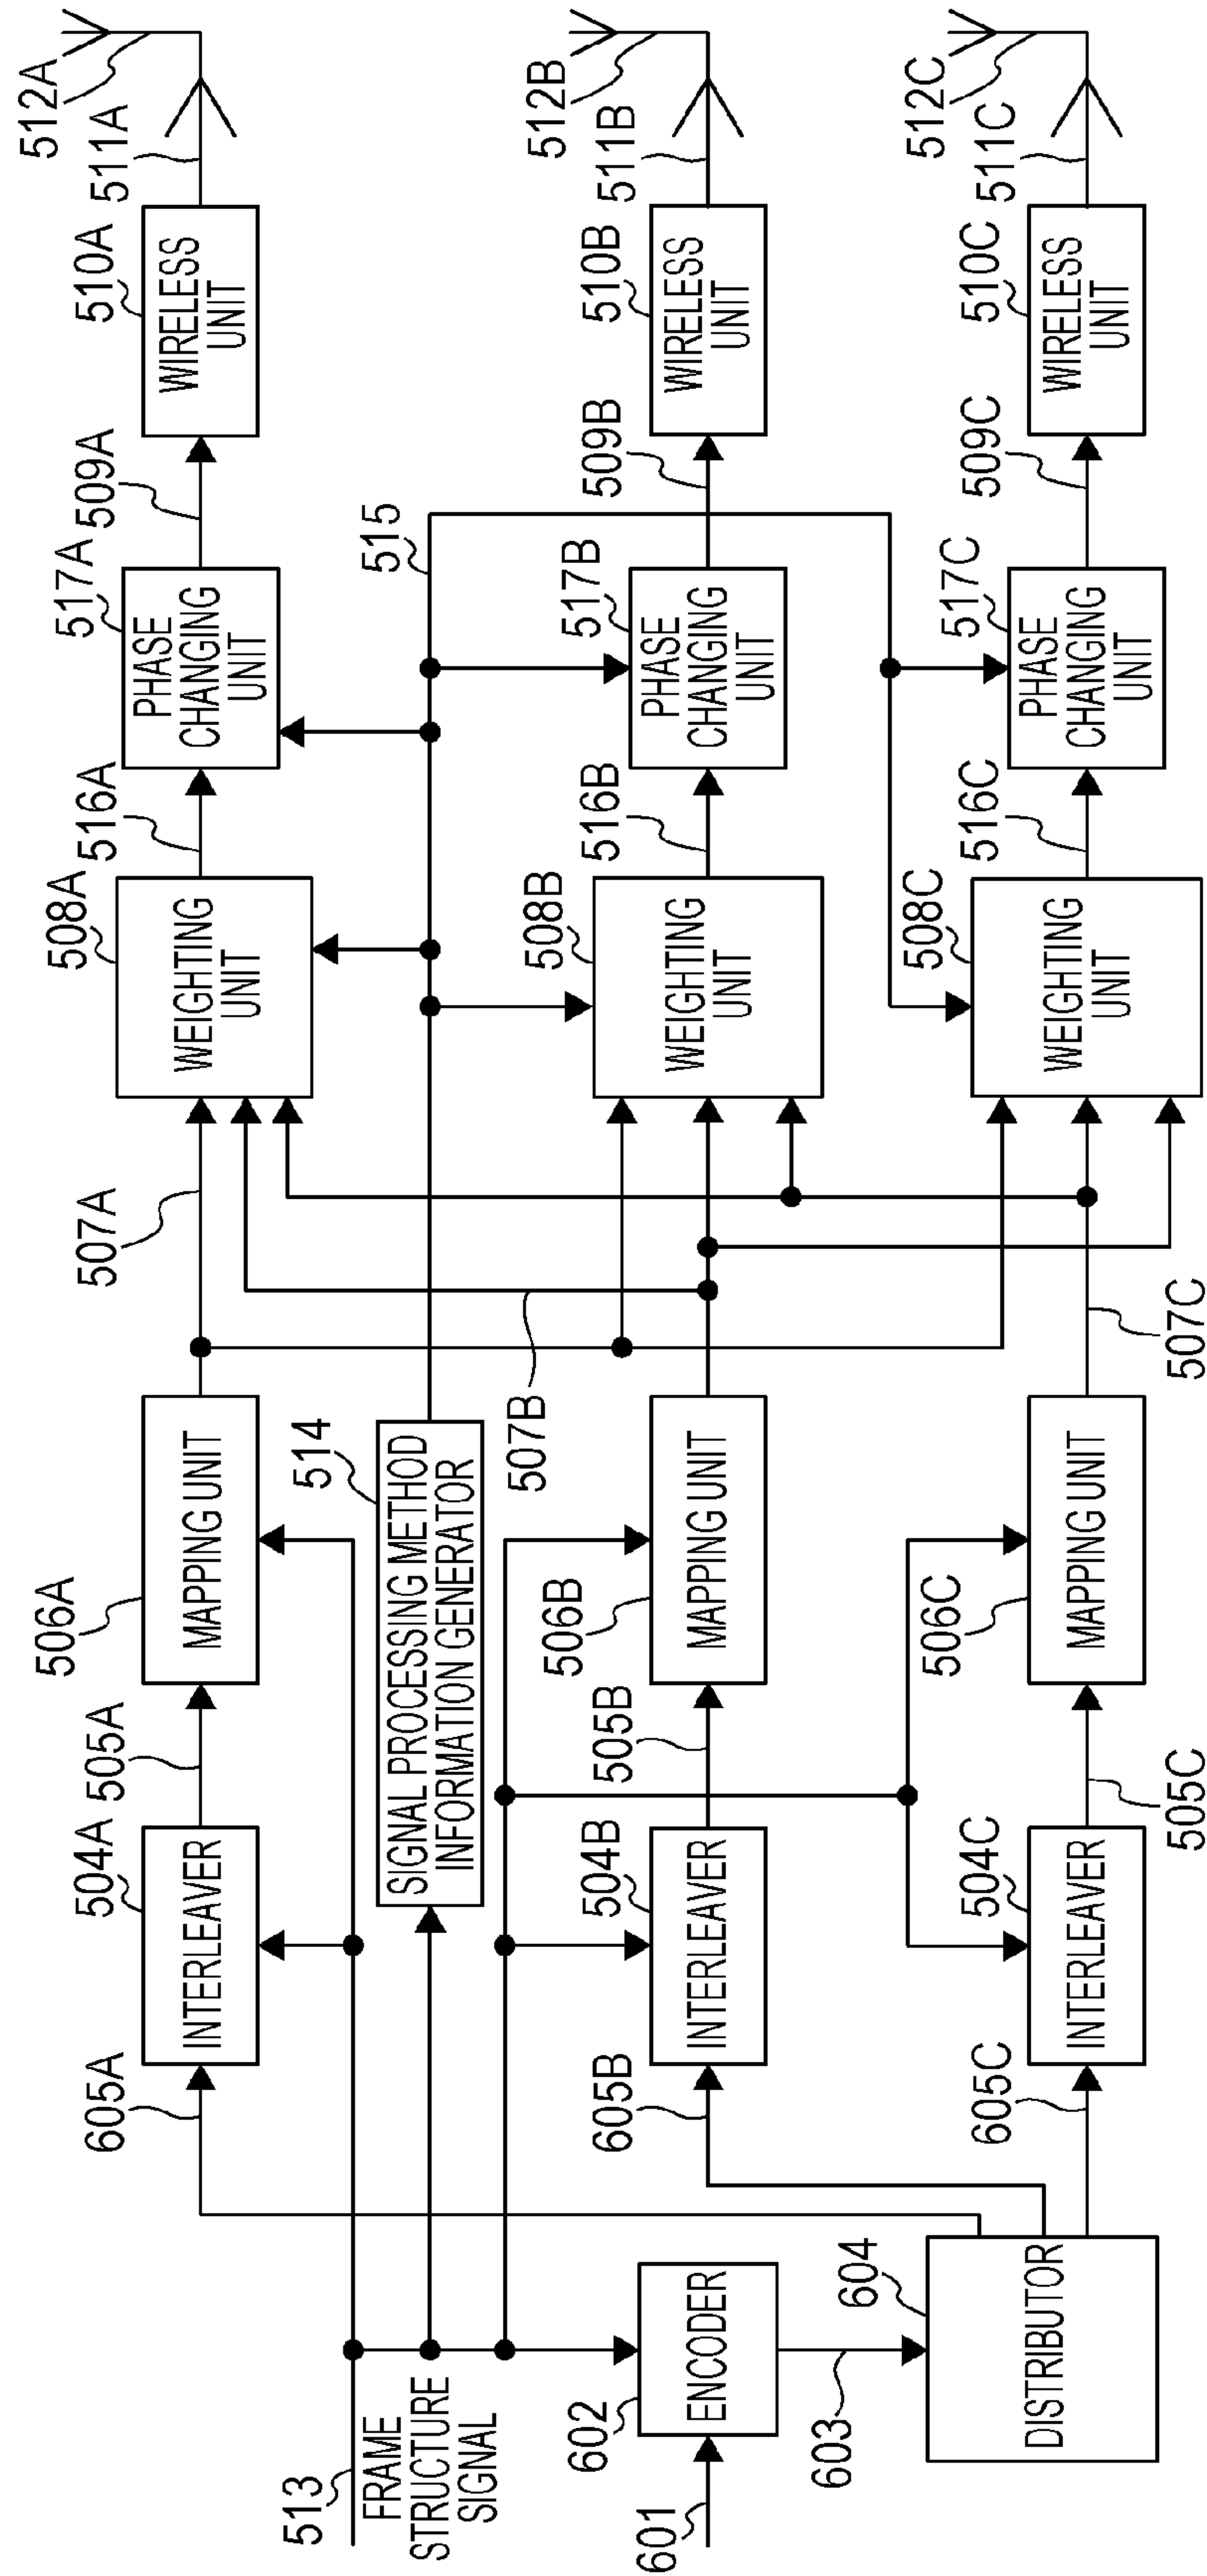 512A
511A
510A
WIRELESS
UNIT
509A
517A
PHASE
CHANGING
UNIT
516A
508A
WEIGHTING
UNIT
507A
506A
MAPPING UNIT
505A
504A
INTERLEAVER
605A
515
514
SIGNAL PROCESSING METHOD
INFORMATION GENERATOR
513
FRAME
STRUCTURE
SIGNAL
512B
511B
510B
WIRELESS
UNIT
509B
517B
PHASE
CHANGING
UNIT
516B
508B
WEIGHTING
UNIT
507B
506B
MAPPING UNIT
505B
504B
INTERLEAVER
605B
602
ENCODER
601
603
512C
511C
510C
WIRELESS
UNIT
509C
517C
PHASE
CHANGING
UNIT
516C
508C
WEIGHTING
UNIT
507C
506C
MAPPING UNIT
505C
504C
INTERLEAVER
605C
604
DISTRIBUTOR